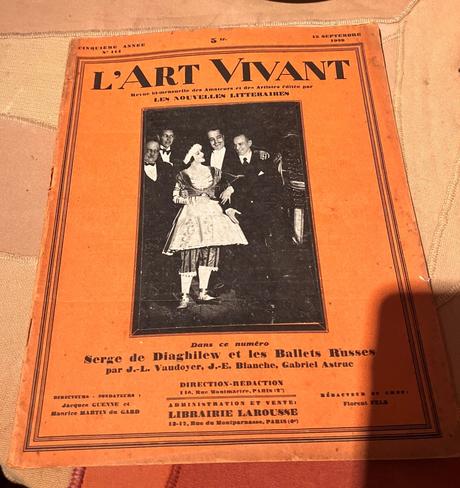 CINQUIÈME ANNÉE
N° 114
5 fr.
15 SEPTEMBRE
1929
L'ART VIVANT
Revue bi-mensuelle des Amateurs et des Artistes éditée par
LES NOUVELLES LITTÉRAIRES
Dans ce numéro
Serge de Diaghilew et les Ballets Russes
par J.-L. Vaudoyer, J.-E. Blanche, Gabriel Astruc
DIRECTEURS - FONDATEURS :
Jacques GUENNE et
Maurice MARTIN du GARD
DIRECTION-RÉDACTION
146, Rue Montmartre, PARIS (2e)
ADMINISTRATION ET VENTE:
LIBRAIRIE LAROUSSE
13-17, Rue du Montparnasse, PARIS (6e)
RÉDACTEUR EN CHEF:
Florent FELS